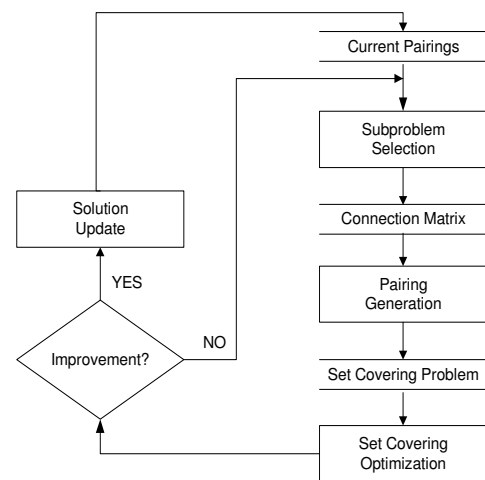 Current Pairings
Subproblem
Selection
Solution
Update
Connection Matrix
YES
Pairing
Generation
NO
Improvement?
Set Covering Problem
Set Covering
Optimization